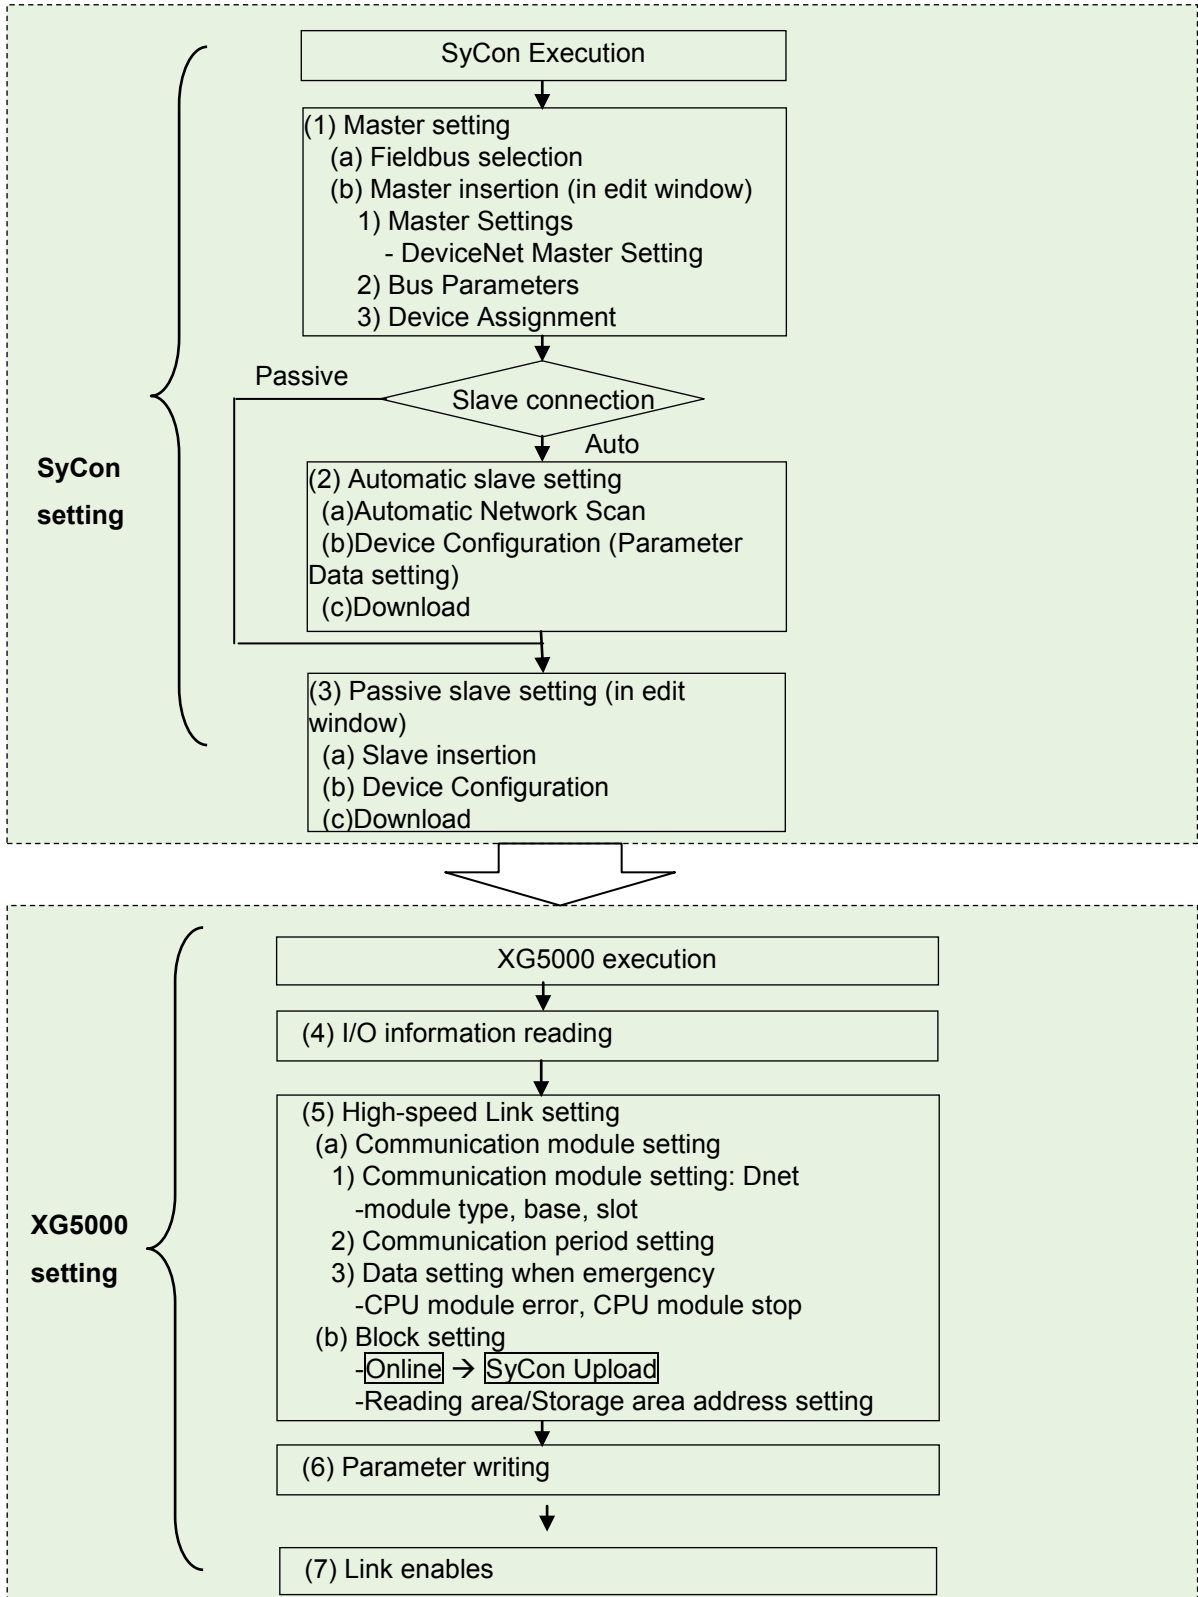 SyCon Execution
(1) Master setting
(a) Fieldbus selection
(b) Master insertion (in edit window)
1) Master Settings
- DeviceNet Master Setting
2) Bus Parameters
3) Device Assignment
Passive
Slave connection
Auto
SyCon
setting
(2) Automatic slave setting
(a)Automatic Network Scan
(b)Device Configuration (Parameter
Data setting)
(c)Download
(3) Passive slave setting (in edit
window)
(a) Slave insertion
(b) Device Configuration
(c)Download
XG5000 execution
(4) I/O information reading
(5) High-speed Link setting
(a) Communication module setting
1) Communication module setting: Dnet
-module type, base, slot
2) Communication period setting
3) Data setting when emergency
-CPU module error, CPU module stop
(b) Block setting
-Online → SyCon Upload
-Reading area/Storage area address setting
XG5000
setting
(6) Parameter writing
(7) Link enables